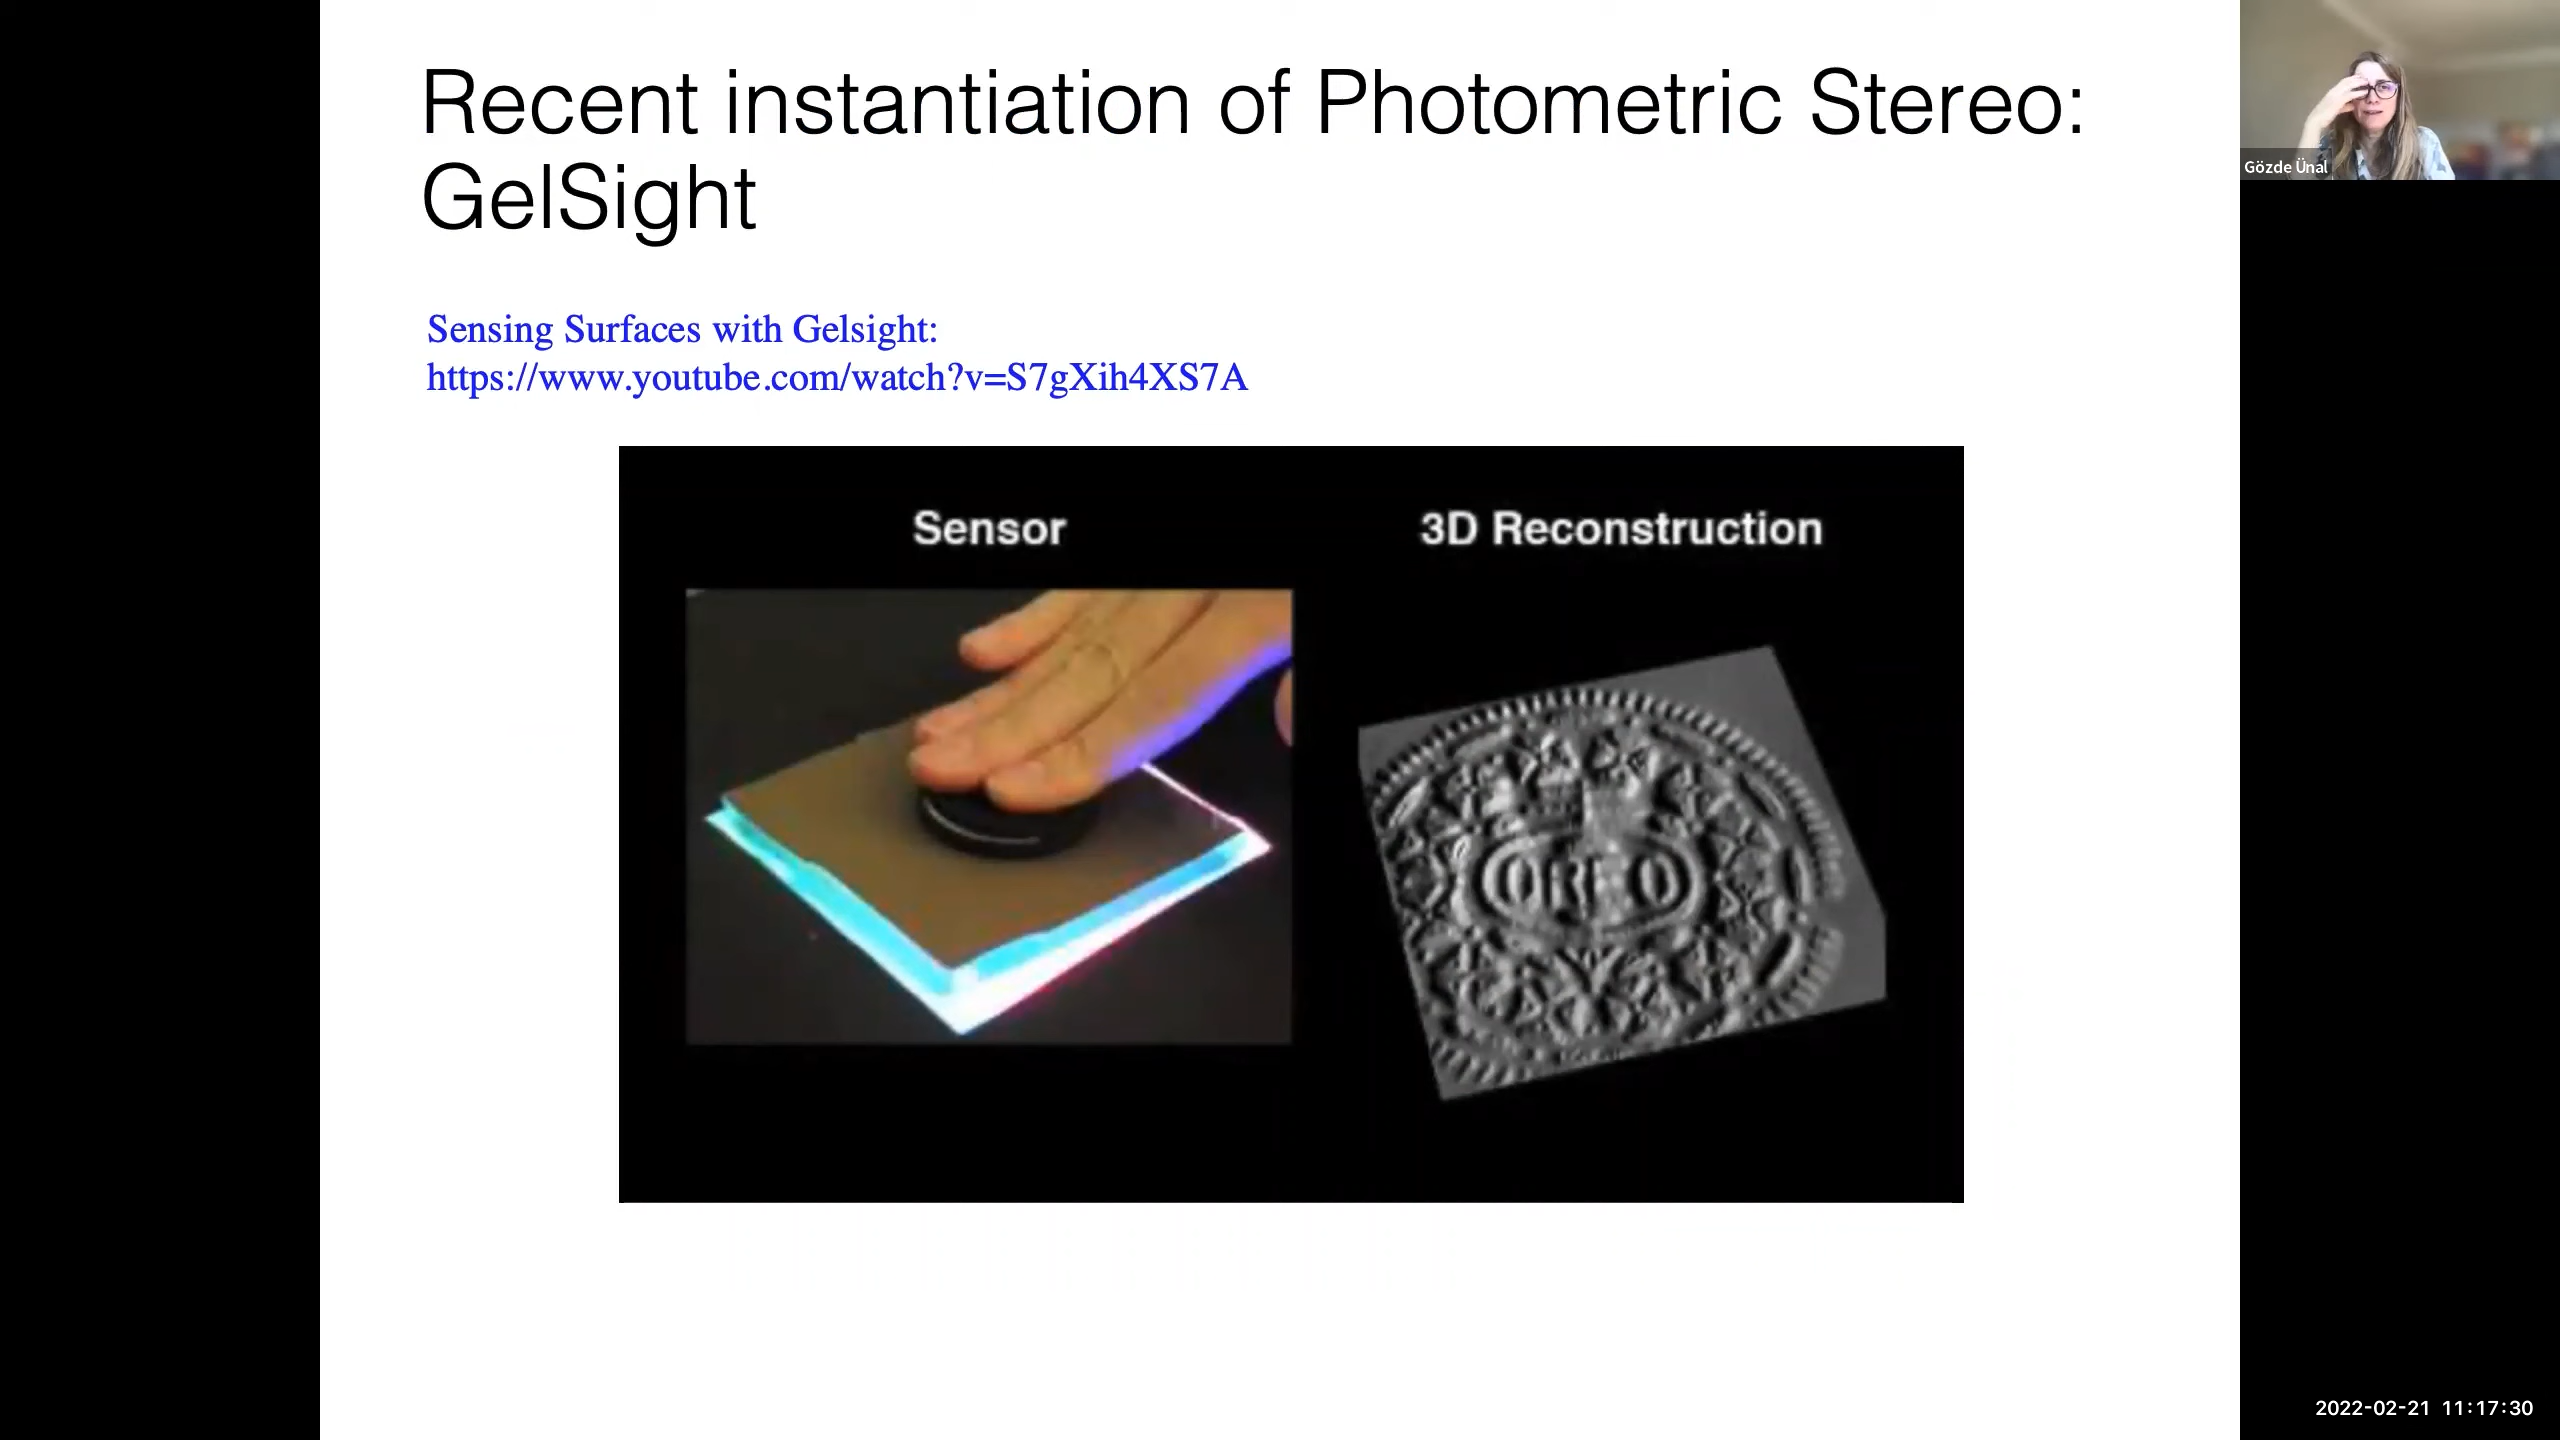 Recent instantiation of Photometric Stereo:
GelSight
Gözde Ünal
Sensing Surfaces with Gelsight:
https://www.youtube.com/watch?v=S7gXih4XS7A
Sensor
3D Reconstruction
OREO
2022-02-21 11:17:30